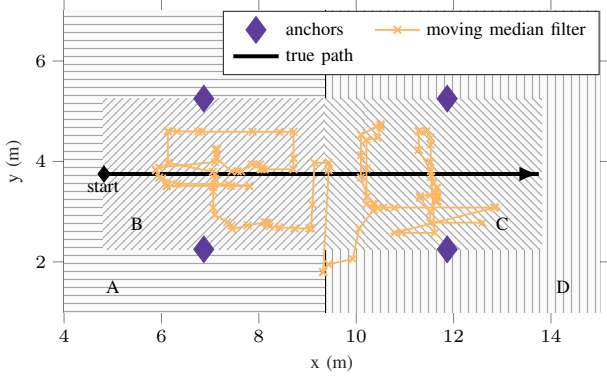 anchors
moving median filter
true path
6
4
2
y (m)
start
B
C
A
D
4
6
8
10
12
14
x (m)